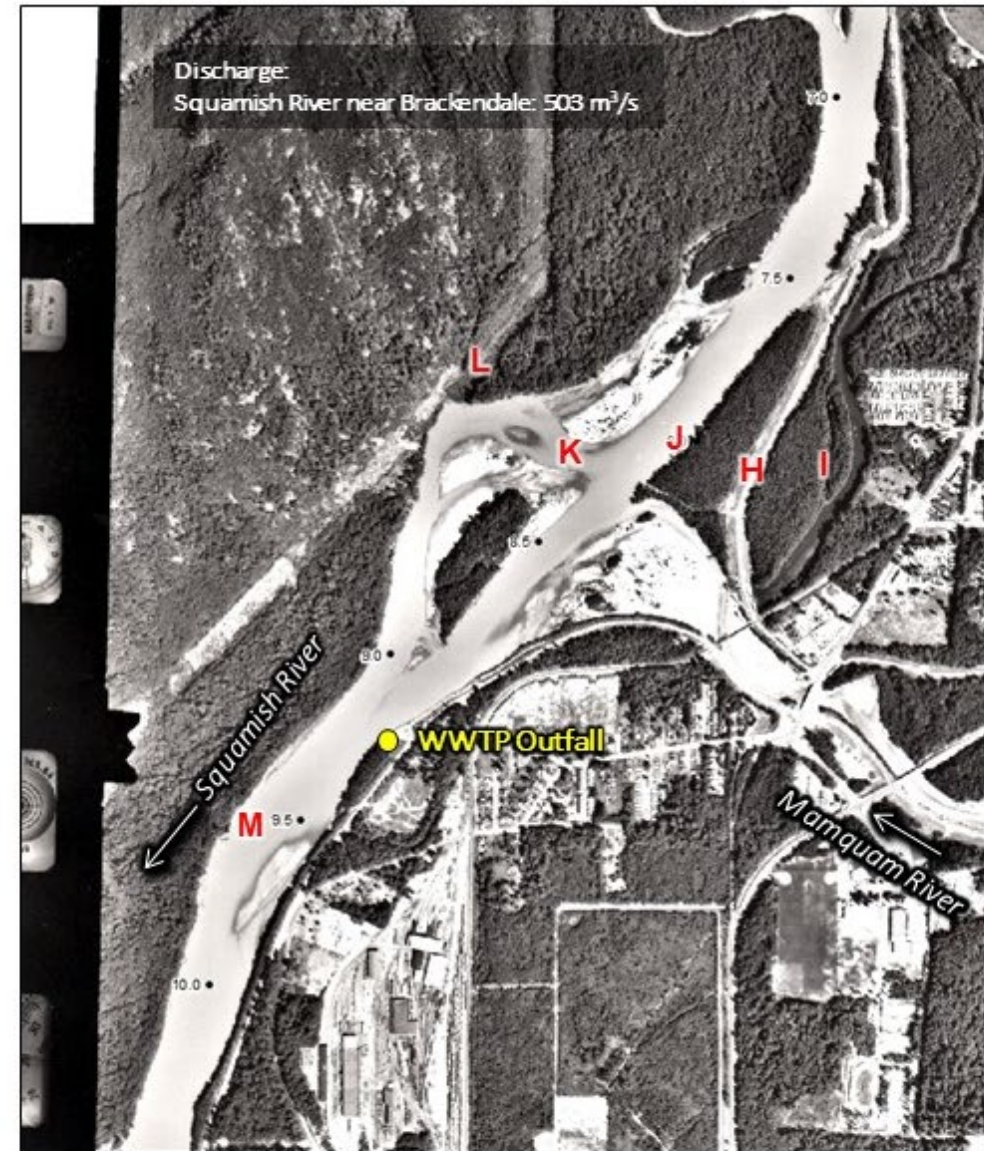 Discharge:
Squamish River near Brackendale: 503 m³/s
7.0
7.5
L
J
K
H
I
8.5
9.0
Squamish River
WWTP Outfall
M
9.5
Mamquam River
10.0